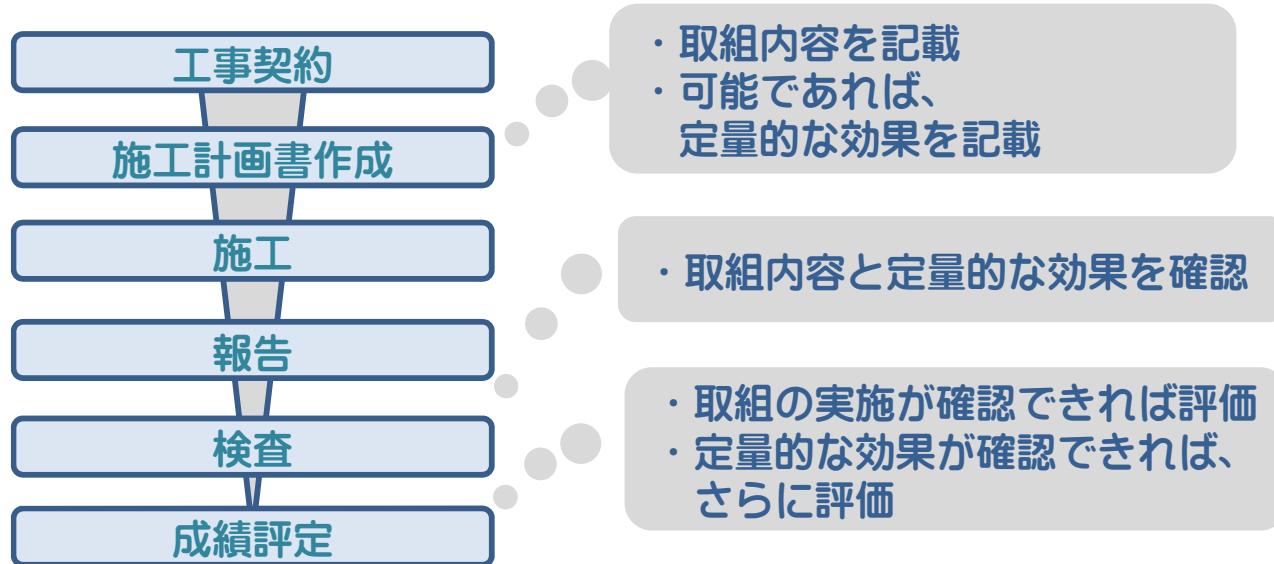 工事契約
施工計画書作成
施工
報告
検査
成績評定
・取組内容を記載
・可能であれば、
定量的な効果を記載
・取組内容と定量的な効果を確認
・取組の実施が確認できれば評価
・定量的な効果が確認できれば、
さらに評価